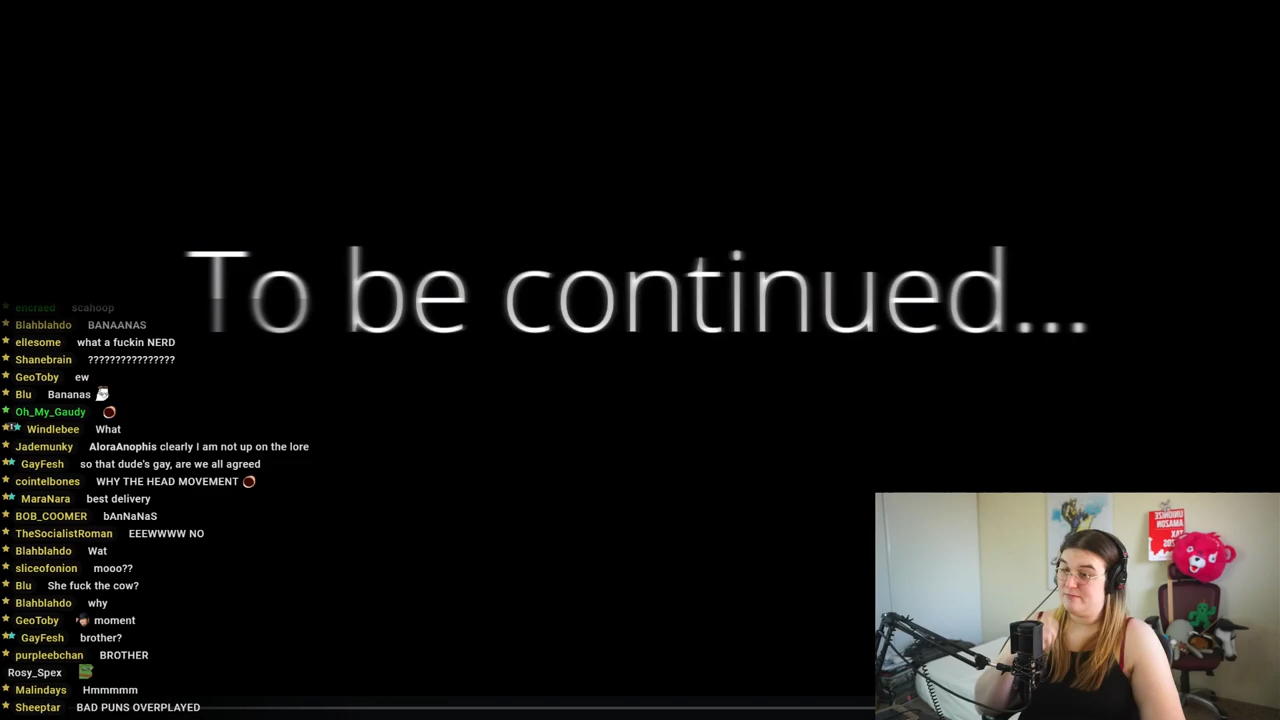 To be continued...
encraed scahoop
Blahblahdo BANAANAS
ellesome what a fuckin NERD
Shanebrain ????????????????
GeoToby ew
Blu Bananas
Oh_My_Gaudy
Windlebee What
Jademunky AloraAnophis clearly I am not up on the lore
GayFesh so that dude's gay, are we all agreed
cointelbones WHY THE HEAD MOVEMENT
MaraNara best delivery
BOB_COOMER bAnNaNaS
TheSocialistRoman EEEWWWW NO
Blahblahdo Wat
sliceofonion mooo??
Blu She fuck the cow?
Blahblahdo why
GeoToby moment
GayFesh brother?
purpleebchan BROTHER
Rosy_Spex
Malindays Hmmmmm
Sheeptar BAD PUNS OVERPLAYED
UNIONIZE
AMAZON
TAX